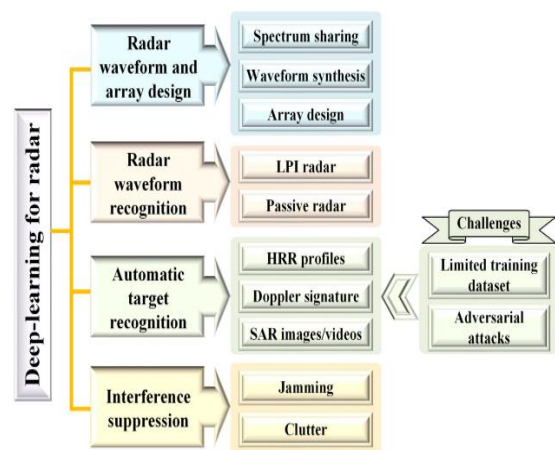 Deep-learning for radar
Radar
waveform and
array design
Spectrum sharing
Waveform synthesis
Array design
Radar
waveform
recognition
LPI radar
Passive radar
Automatic
target
recognition
HRR profiles
Doppler signature
SAR images/videos
Challenges
Limited training
dataset
Adversarial
attacks
Interference
suppression
Jamming
Clutter